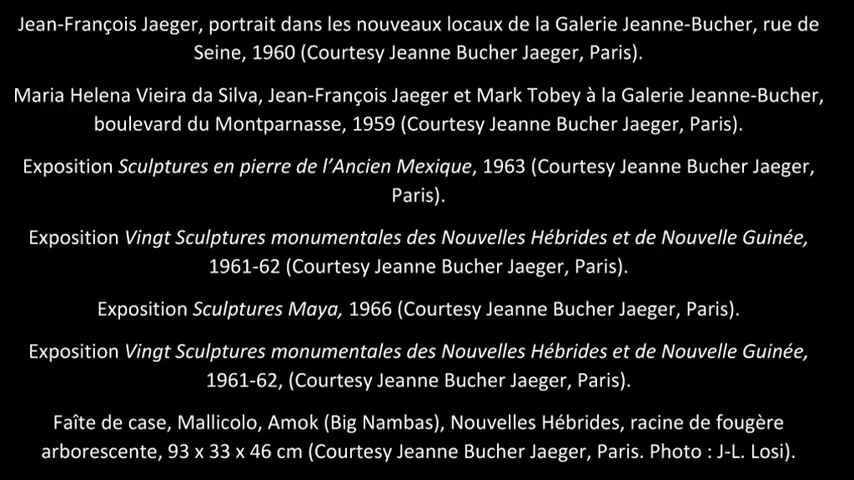 Jean-François Jaeger, portrait dans les nouveaux locaux de la Galerie Jeanne-Bucher, rue de
Seine, 1960 (Courtesy Jeanne Bucher Jaeger, Paris).
Maria Helena Vieira da Silva, Jean-François Jaeger et Mark Tobey à la Galerie Jeanne-Bucher,
boulevard du Montparnasse, 1959 (Courtesy Jeanne Bucher Jaeger, Paris).
Exposition Sculptures en pierre de l’Ancien Mexique, 1963 (Courtesy Jeanne Bucher Jaeger,
Paris).
Exposition Vingt Sculptures monumentales des Nouvelles Hébrides et de Nouvelle Guinée,
1961-62 (Courtesy Jeanne Bucher Jaeger, Paris).
Exposition Sculptures Maya, 1966 (Courtesy Jeanne Bucher Jaeger, Paris).
Exposition Vingt Sculptures monumentales des Nouvelles Hébrides et de Nouvelle Guinée,
1961-62, (Courtesy Jeanne Bucher Jaeger, Paris).
Faîte de case, Mallicolo, Amok (Big Nambas), Nouvelles Hébrides, racine de fougère
arborescente, 93 x 33 x 46 cm (Courtesy Jeanne Bucher Jaeger, Paris. Photo : J-L. Losi).